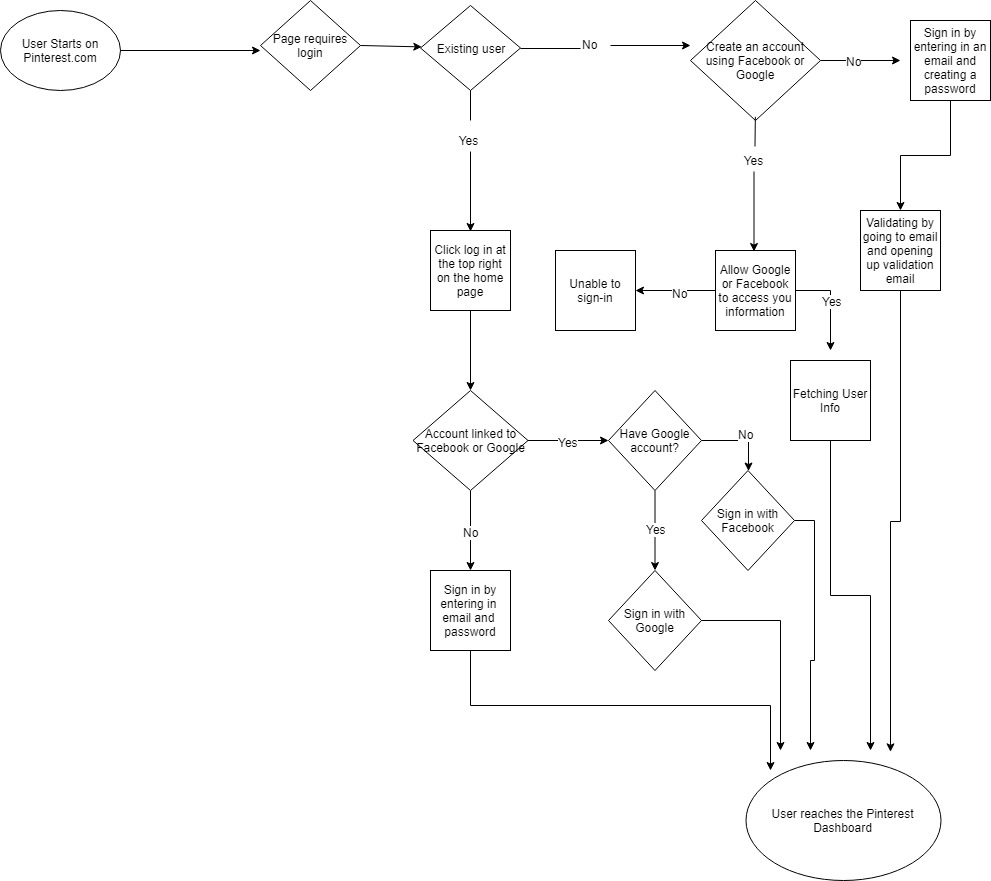 User Starts on
Pinterest.com
Page requires
login
Existing user
No
Create an account
using Facebook or
Google
No
Sign in by
entering in an
email and
creating a
password
Yes
Yes
Click log in at
the top right
on the home
page
Unable to
sign-in
No
Allow Google
or Facebook
to access you
information
Yes
Validating by
going to email
and opening
up validation
email
Fetching User
Info
Account linked to
Facebook or Google
Yes
Have Google
account?
No
Sign in with
Facebook
No
Yes
Sign in by
entering in
email and
password
Sign in with
Google
User reaches the Pinterest
Dashboard